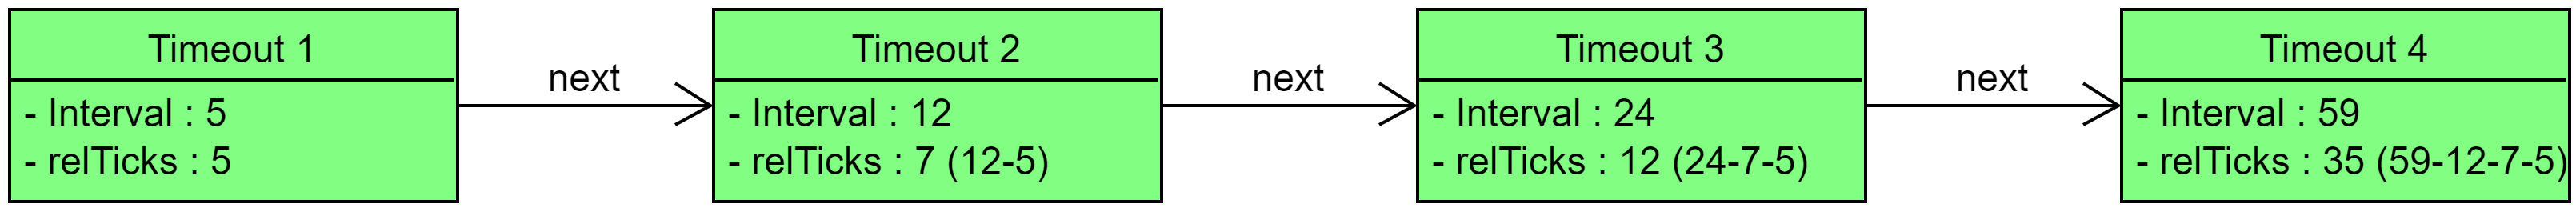 Timeout 1
- Interval : 5
- relTicks : 5
next
Timeout 2
- Interval : 12
- relTicks : 7 (12-5)
next
Timeout 3
- Interval : 24
- relTicks : 12 (24-7-5)
next
Timeout 4
- Interval : 59
- relTicks : 35 (59-12-7-5)